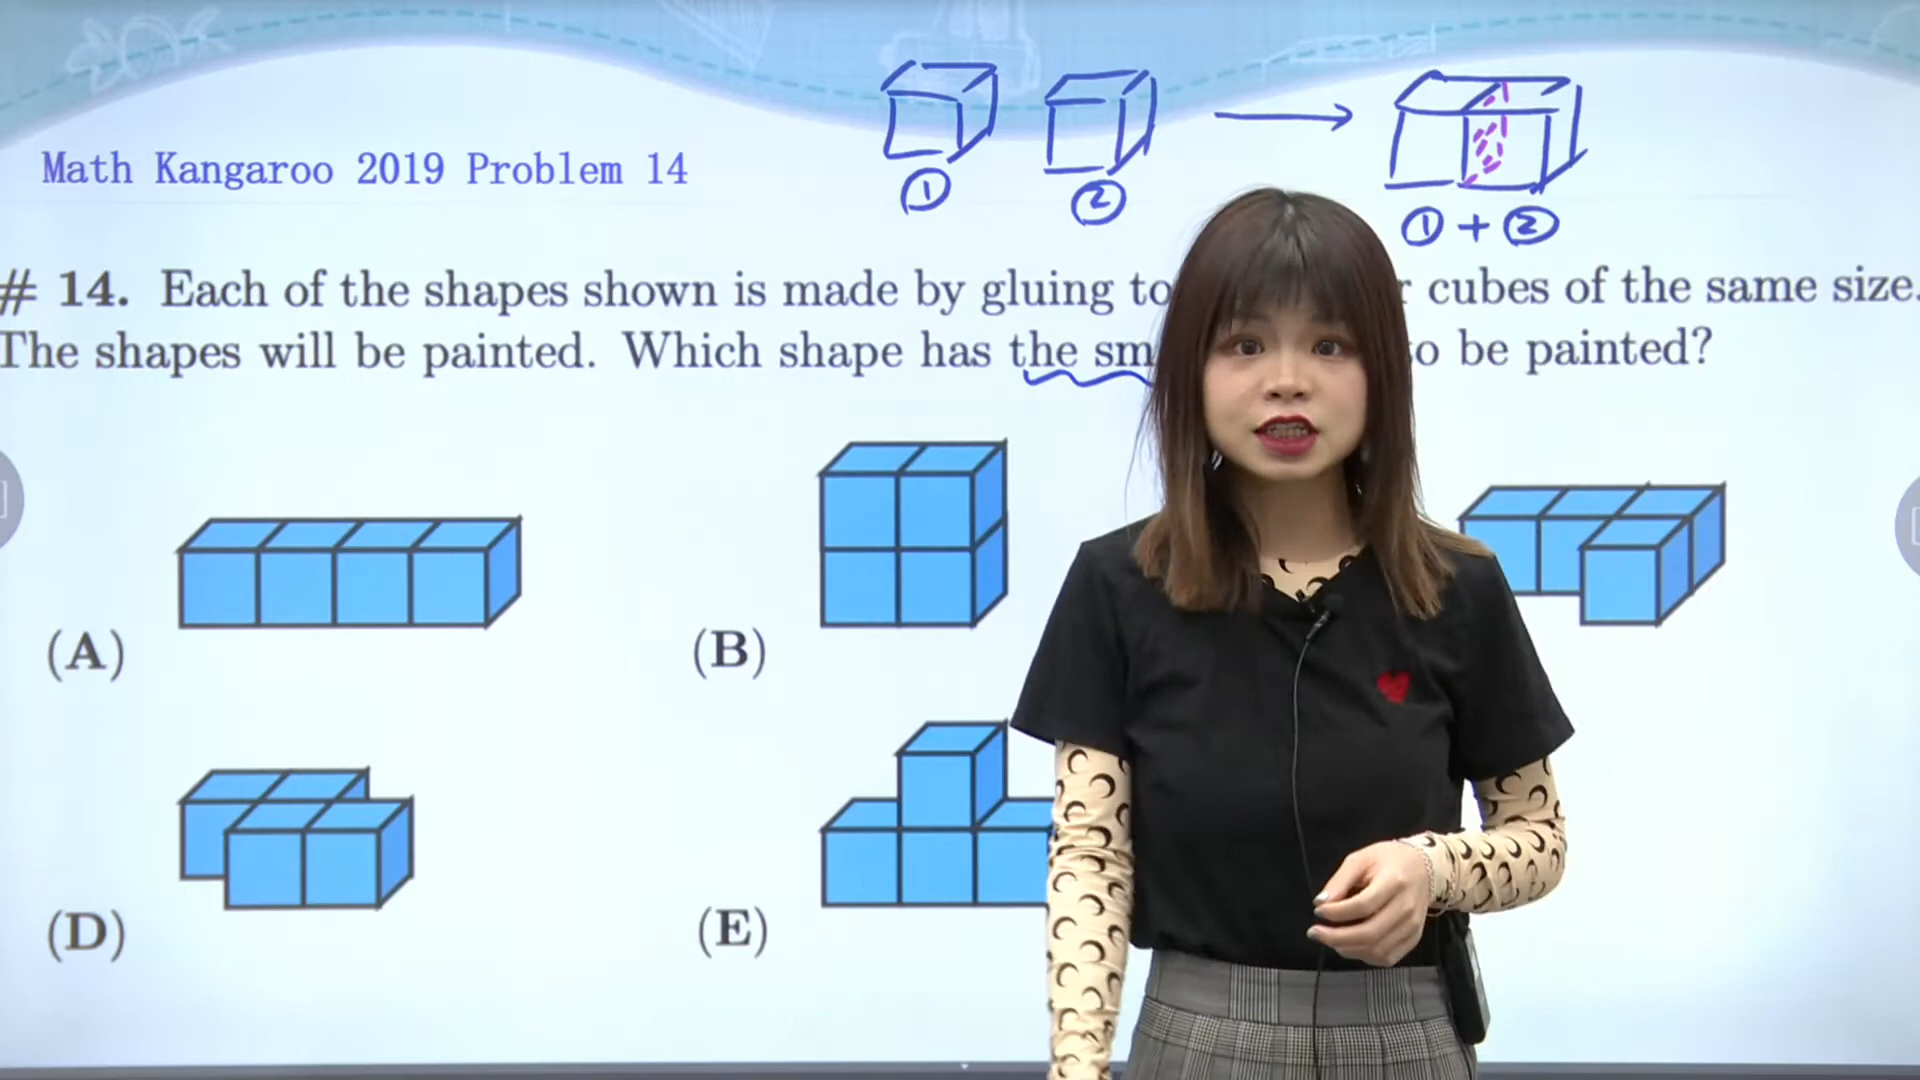 Math Kangaroo 2019 Problem 14
① ② ① + ②
# 14. Each of the shapes shown is made by gluing to cubes of the same size.
The shapes will be painted. Which shape has the sm o be painted?
(A) (B)
(D) (E)